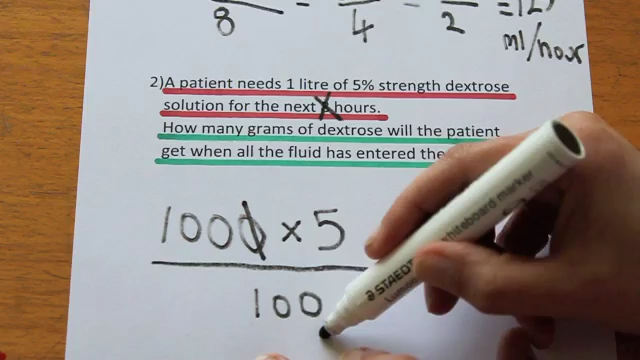 8 = 4 - 2 = 12
ml/hour
2) A patient needs 1 litre of 5% strength dextrose
solution for the next hours.
How many grams of dextrose will the patient
get when all the fluid has entered the
1000 x 5
100
STAEDT whiteboard marker